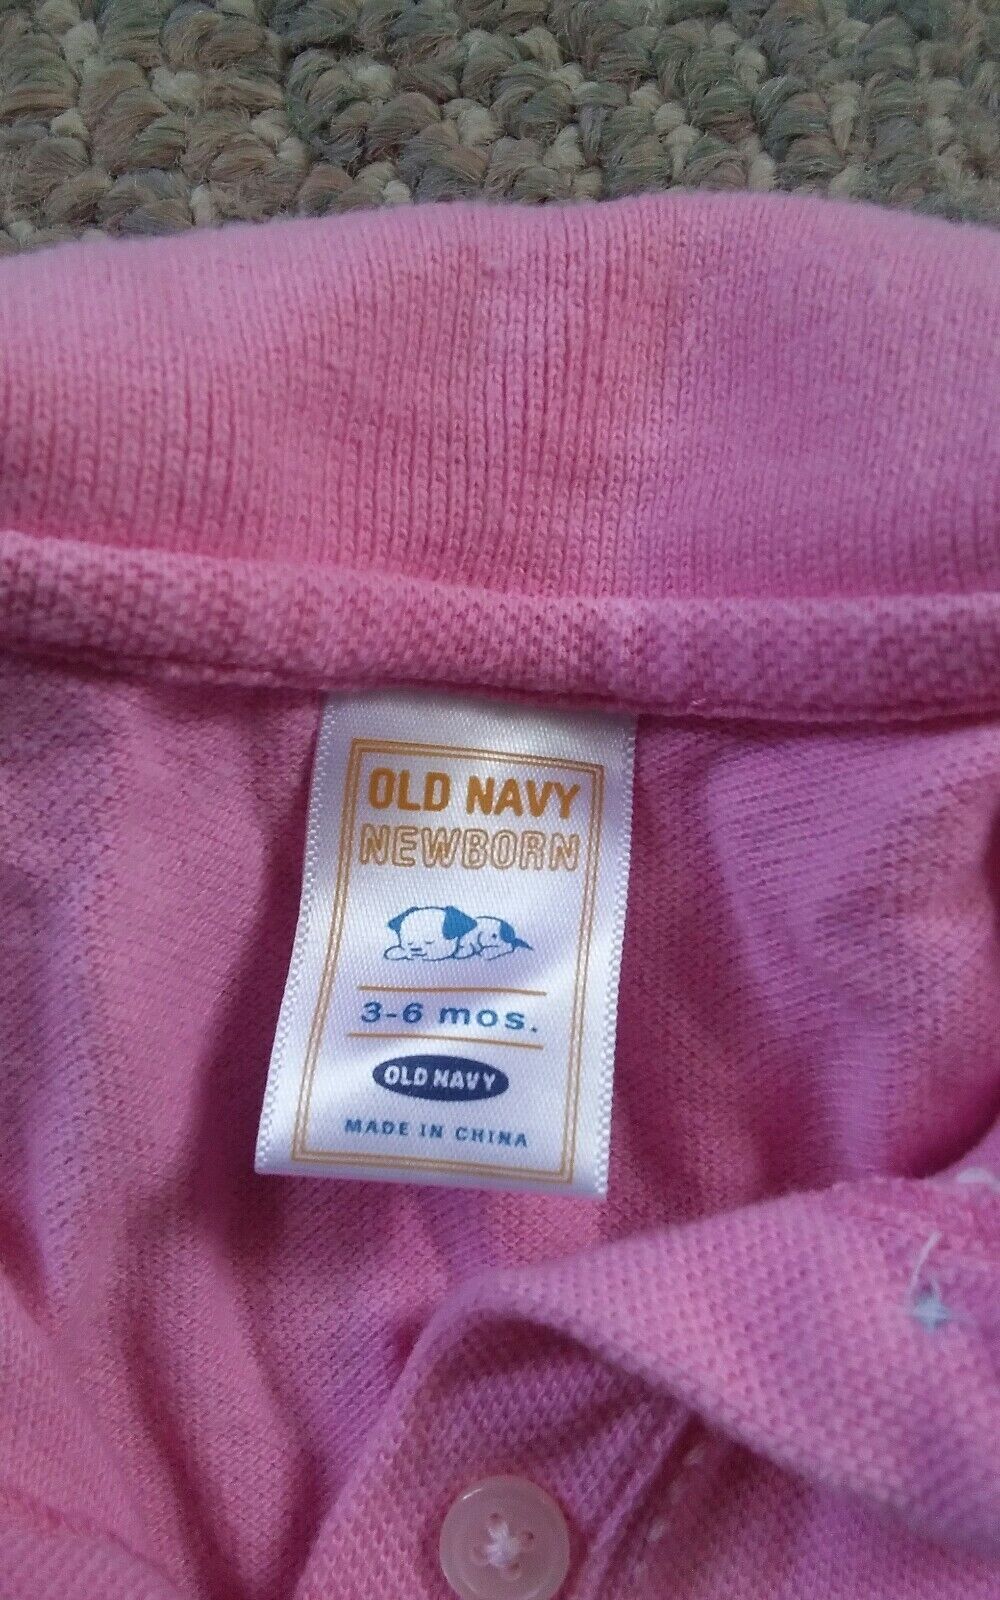 OLD NAVY
NEWBORN
3-6 mos.
OLD NAVY
MADE IN CHINA